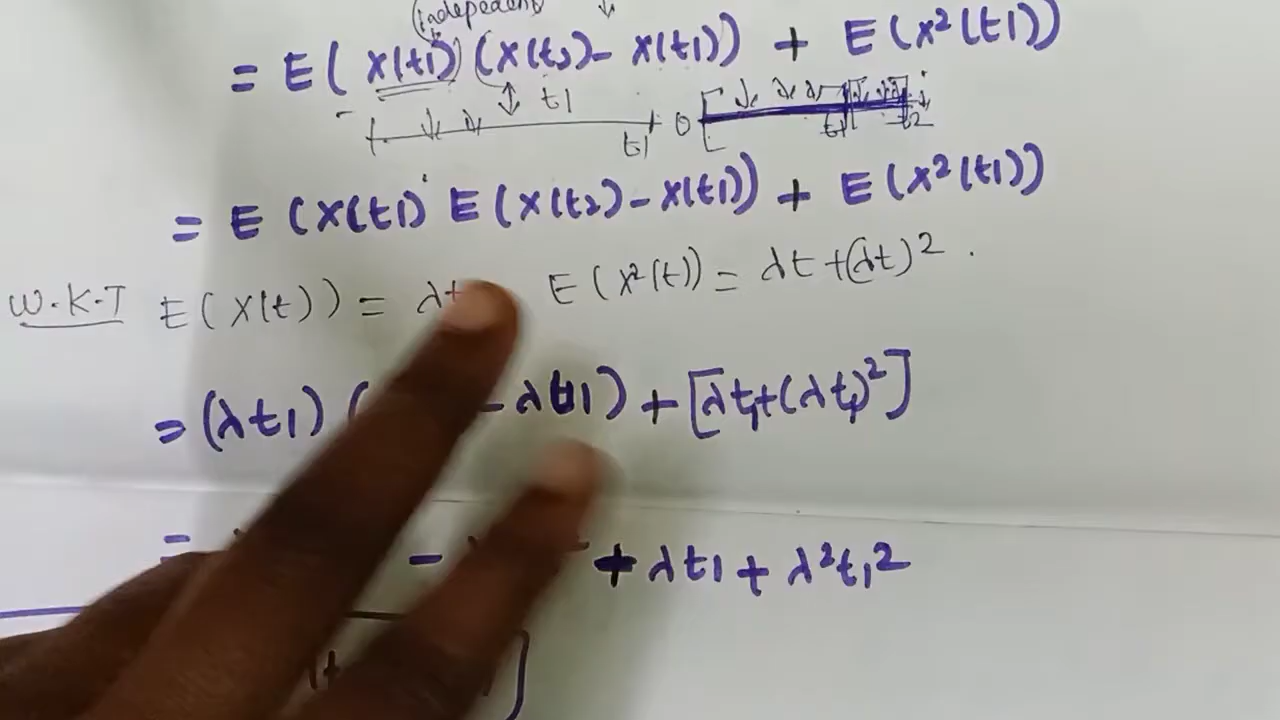 (independent)
= E( X(t1) (X(t2) - X(t1)) + E(X²(t1))
t1
t1 0 t1 t2
= E (X(t1) E (X(t2) - X(t1)) + E(X²(t1))
W.K.T E(X(t)) = λt E(X²(t)) = λt + (λt)² .
= (λt1) ( - λt1) + [λt1 + (λt1)²]
= - + λt1 + λ²t1²